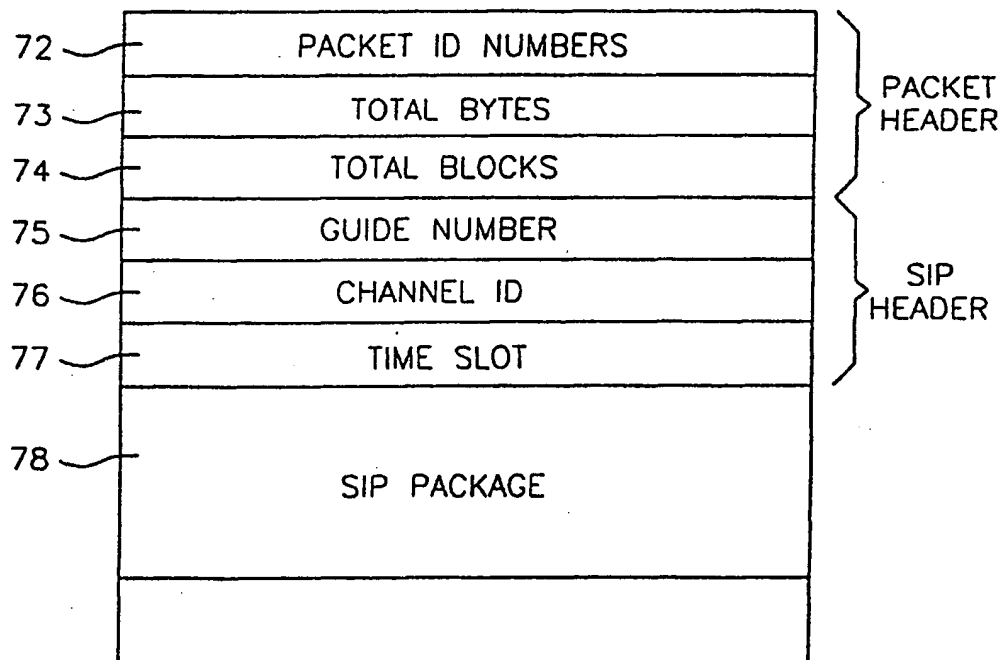 72 PACKET ID NUMBERS
73 TOTAL BYTES
74 TOTAL BLOCKS
PACKET
HEADER
75 GUIDE NUMBER
76 CHANNEL ID
77 TIME SLOT
SIP
HEADER
78 SIP PACKAGE